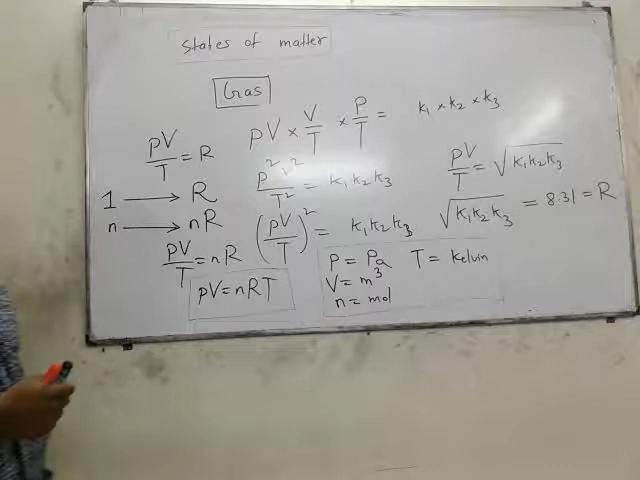 States of matter
Gas
pV × V/T × P/T = k₁ × k₂ × k₃
P²V²/T² = k₁k₂k₃
(pV/T)² = k₁k₂k₃
pV/T = √k₁k₂k₃
√k₁k₂k₃ = 8.31 = R
pV/T = R
1 → R
n → nR
pV/T = nR
pV = nRT
P = Pa T = Kelvin
V = m³
n = mol